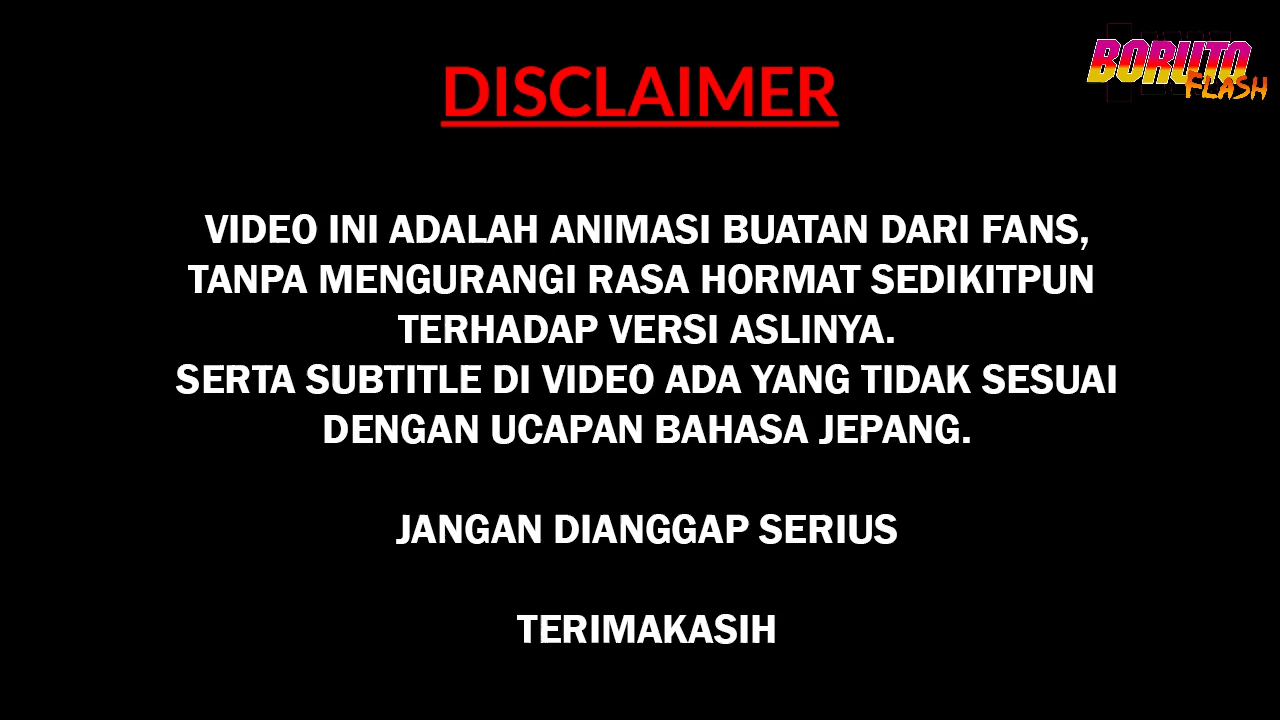 DISCLAIMER
BORUTO
FLASH
VIDEO INI ADALAH ANIMASI BUATAN DARI FANS,
TANPA MENGURANGI RASA HORMAT SEDIKITPUN
TERHADAP VERSI ASLINYA.
SERTA SUBTITLE DI VIDEO ADA YANG TIDAK SESUAI
DENGAN UCAPAN BAHASA JEPANG.
JANGAN DIANGGAP SERIUS
TERIMAKASIH